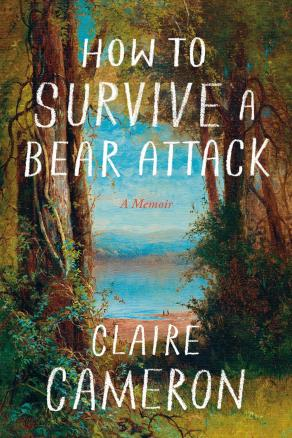 HOW TO
SURVIVE A
BEAR ATTACK
A Memoir
CLAIRE
CAMERON